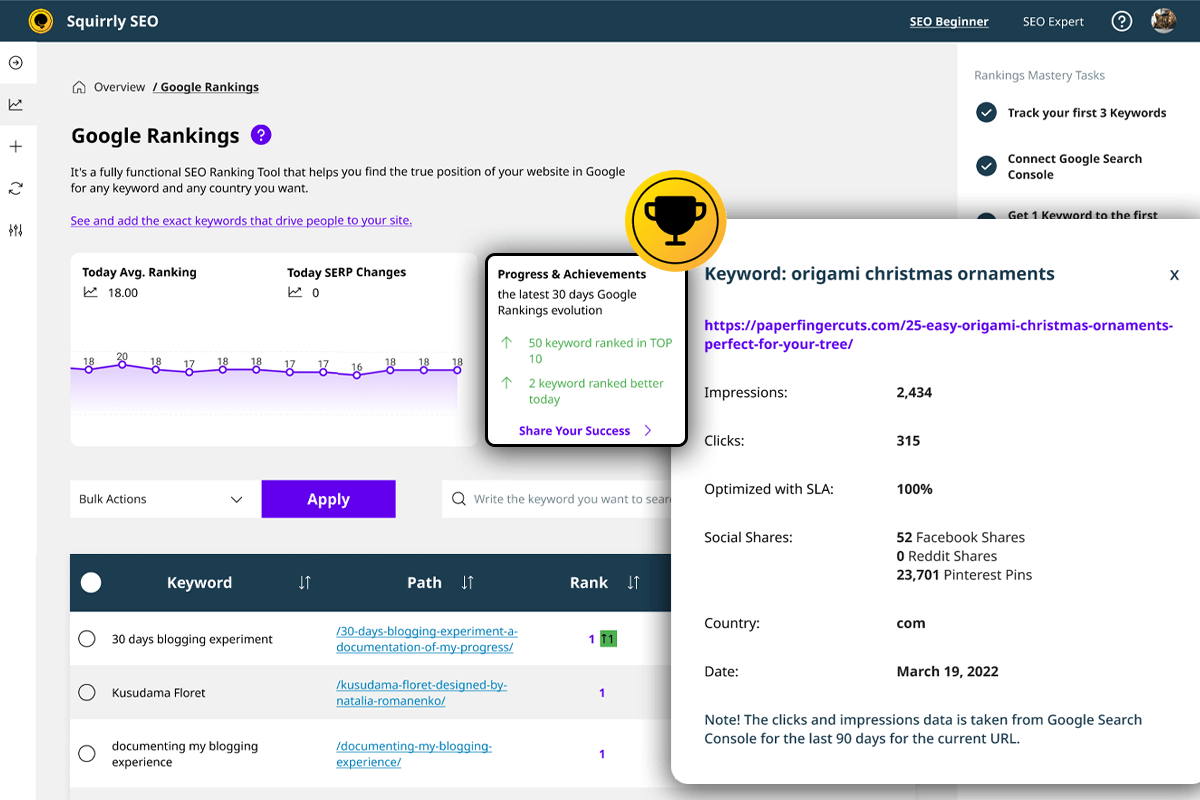 Squirrly SEO
SEO Beginner
SEO Expert
?
Overview / Google Rankings
Google Rankings ?
It's a fully functional SEO Ranking Tool that helps you find the true position of your website in Google
for any keyword and any country you want.
See and add the exact keywords that drive people to your site.
Rankings Mastery Tasks
Track your first 3 Keywords
Connect Google Search
Console
Get 1 Keyword to the first
Today Avg. Ranking
18.00
Today SERP Changes
0
18 20 18 17 18 18 17 17 16 18 18 18
Progress & Achievements
the latest 30 days Google
Rankings evolution
50 keyword ranked in TOP
10
2 keyword ranked better
today
Share Your Success
Bulk Actions
Apply
Write the keyword you want to sear
Keyword
Path
Rank
30 days blogging experiment
/30-days-blogging-experiment-a-
documentation-of-my-progress/
1 ↑1
Kusudama Floret
/kusudama-floret-designed-by-
natalia-romanenko/
1
documenting my blogging
experience
/documenting-my-blogging-
experience/
1
Keyword: origami christmas ornaments
x
https://paperfingercuts.com/25-easy-origami-christmas-ornaments-
perfect-for-your-tree/
Impressions: 2,434
Clicks: 315
Optimized with SLA: 100%
Social Shares: 52 Facebook Shares
0 Reddit Shares
23,701 Pinterest Pins
Country: com
Date: March 19, 2022
Note! The clicks and impressions data is taken from Google Search
Console for the last 90 days for the current URL.